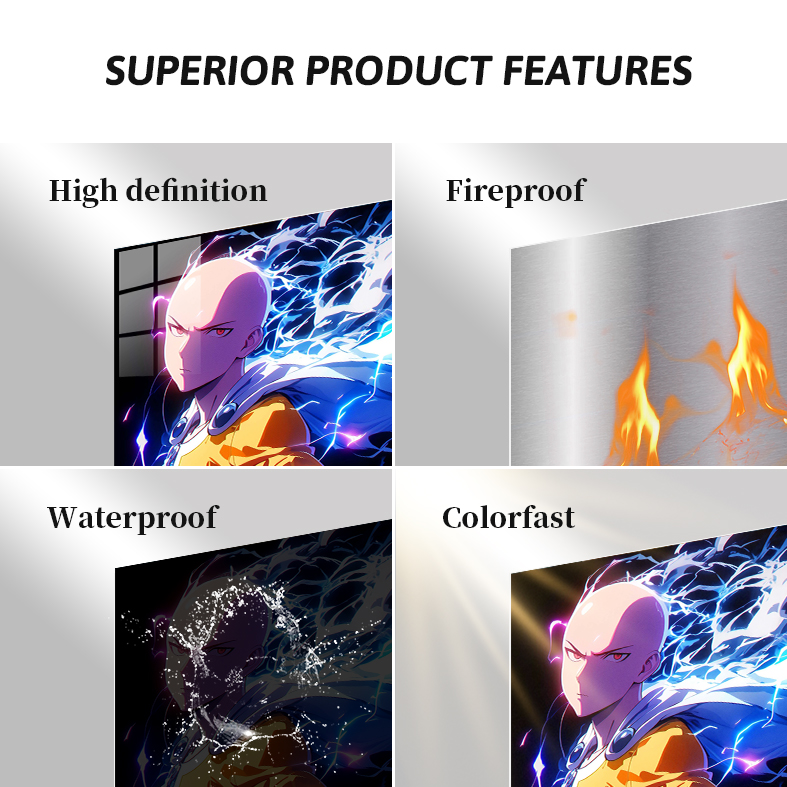 SUPERIOR PRODUCT FEATURES
High definition
Fireproof
Waterproof
Colorfast